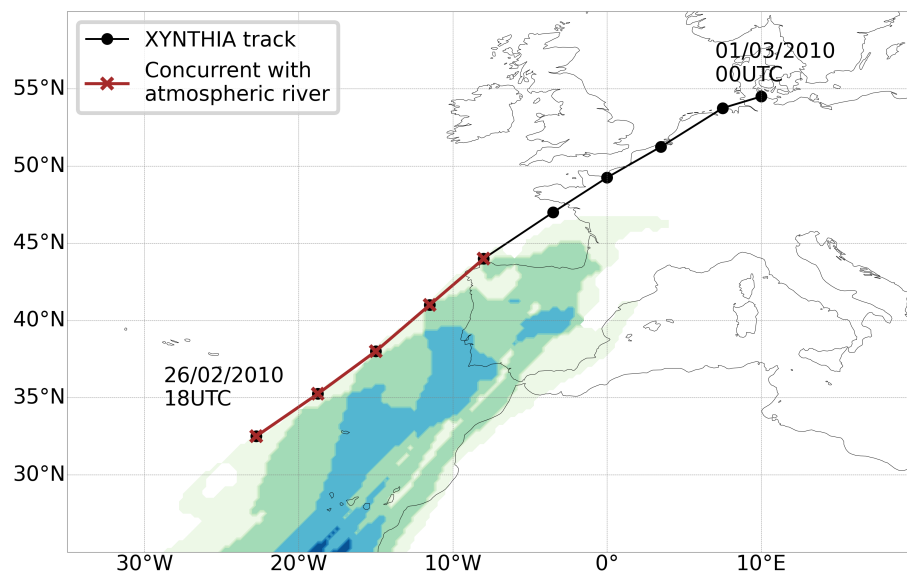 XYNTHIA track
Concurrent with
atmospheric river
01/03/2010
00UTC
26/02/2010
18UTC
55°N
50°N
45°N
40°N
35°N
30°N
30°W
20°W
10°W
0°
10°E